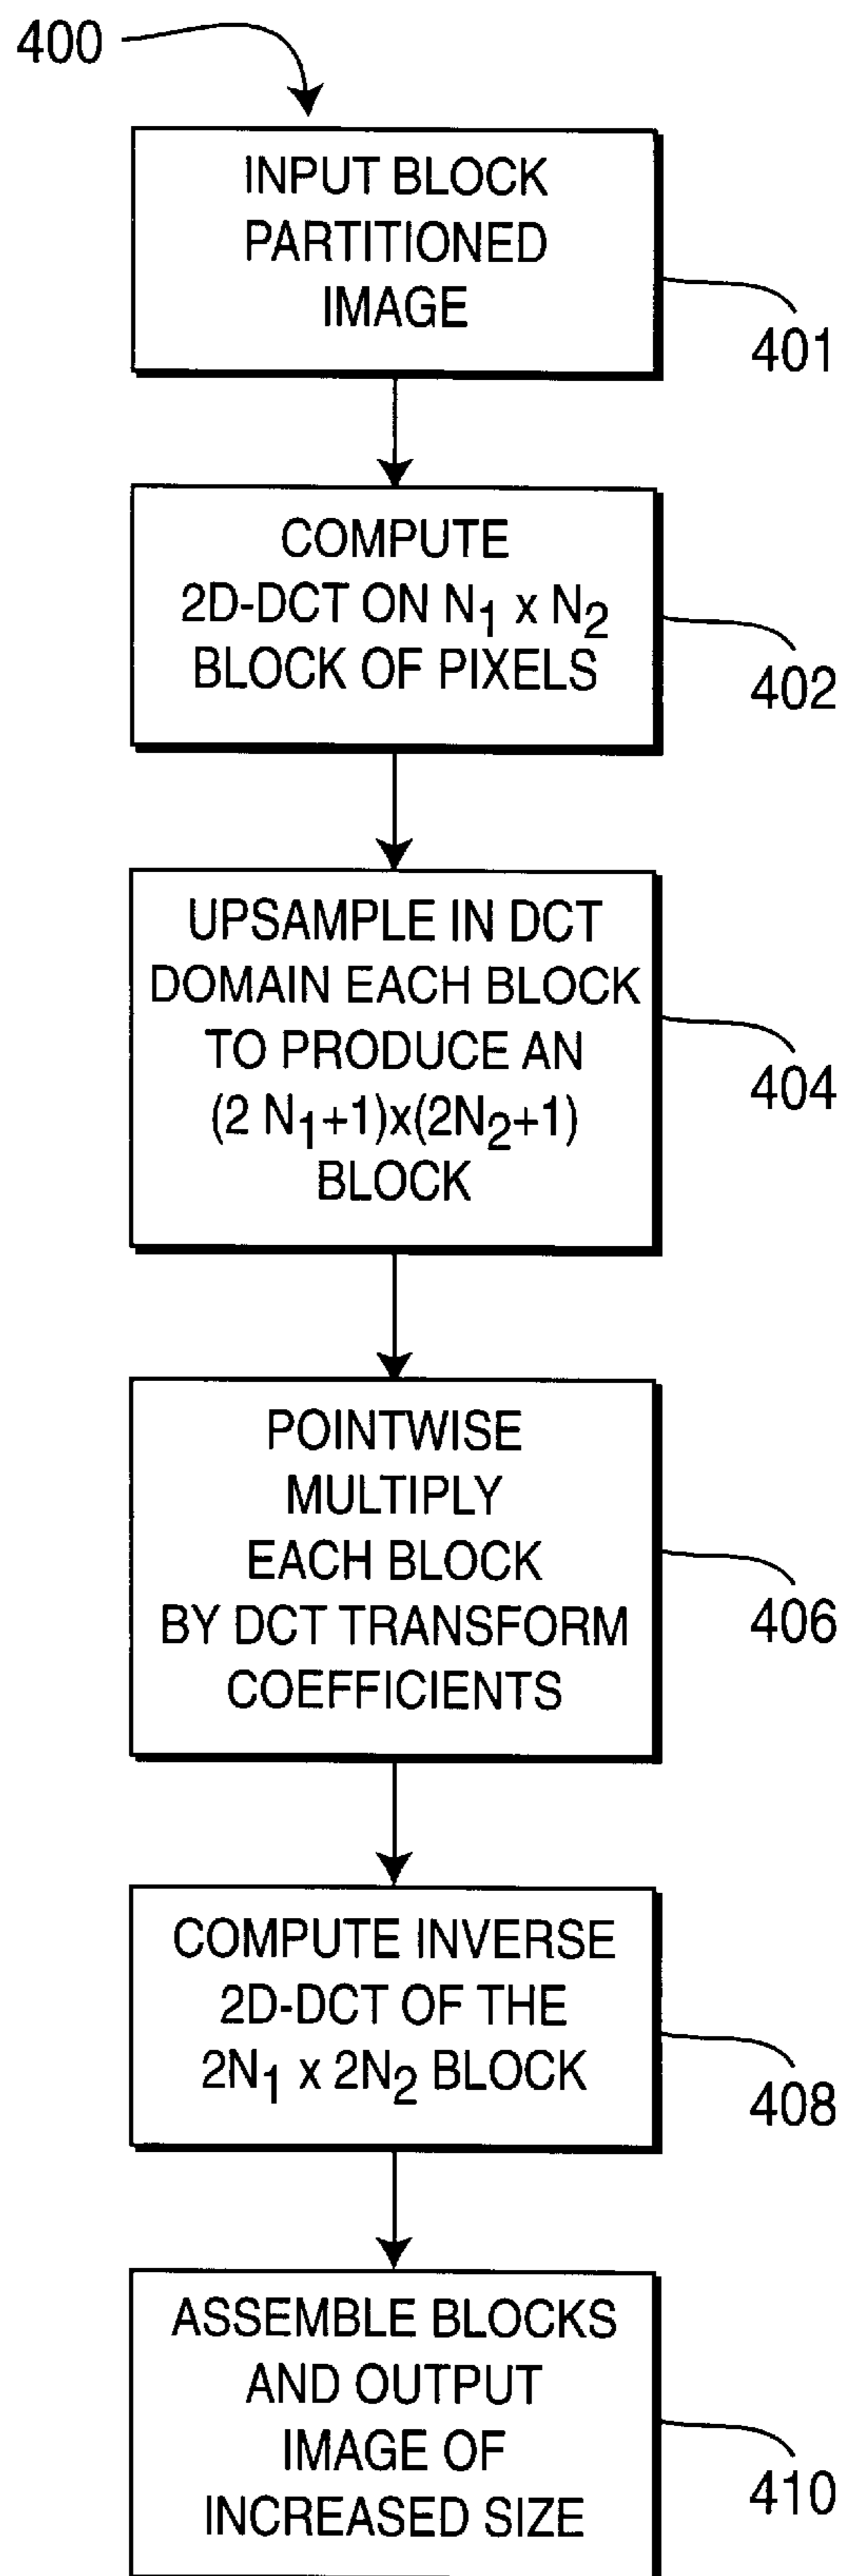 400
INPUT BLOCK
PARTITIONED
IMAGE
401
COMPUTE
2D-DCT ON N₁ x N₂
BLOCK OF PIXELS
402
UPSAMPLE IN DCT
DOMAIN EACH BLOCK
TO PRODUCE AN
(2 N₁+1)x(2N₂+1)
BLOCK
404
POINTWISE
MULTIPLY
EACH BLOCK
BY DCT TRANSFORM
COEFFICIENTS
406
COMPUTE INVERSE
2D-DCT OF THE
2N₁ x 2N₂ BLOCK
408
ASSEMBLE BLOCKS
AND OUTPUT
IMAGE OF
INCREASED SIZE
410